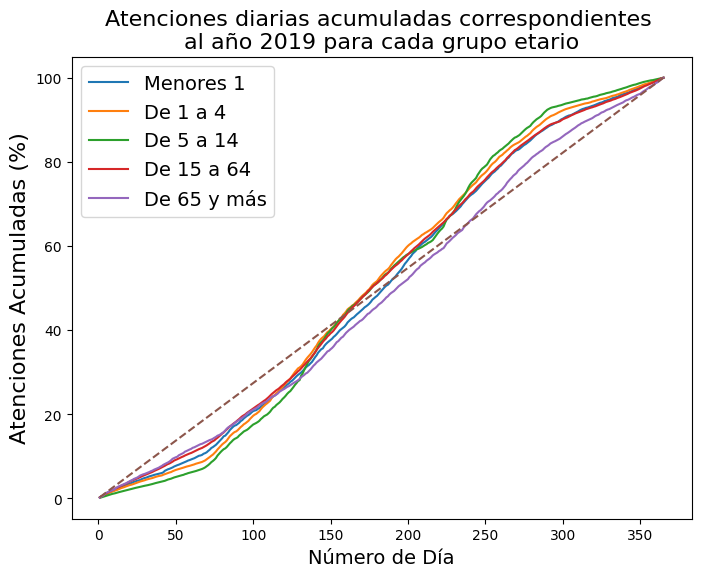 Atenciones diarias acumuladas correspondientes
al año 2019 para cada grupo etario
Atenciones Acumuladas (%)
100
80
60
40
20
0
Menores 1
De 1 a 4
De 5 a 14
De 15 a 64
De 65 y más
0 50 100 150 200 250 300 350
Número de Día